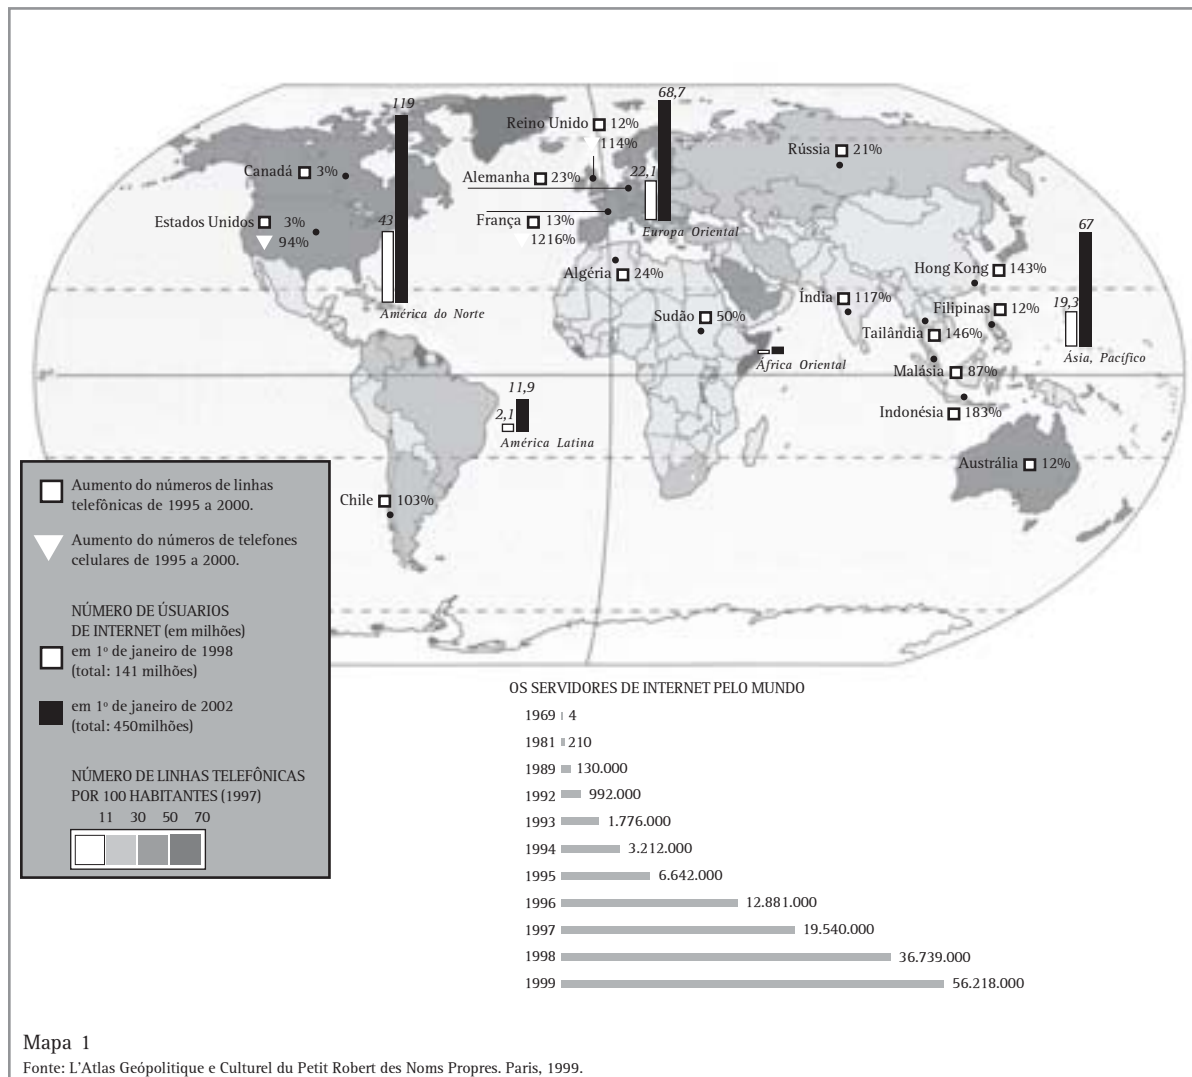 119
68,7
Reino Unido 12%
114%
Rússia 21%
Canadá 3%
Alemanha 23%
22,1
Estados Unidos 3%
94%
43
França 13%
1216%
Europa Oriental
67
Algéria 24%
Hong Kong 143%
Índia 117%
Filipinas 12%
19,3
América do Norte
Sudão 50%
Tailândia 146%
Ásia, Pacífico
África Oriental
Malásia 87%
11,9
2,1
Indonésia 183%
América Latina
Austrália 12%
Chile 103%
Aumento do números de linhas
telefônicas de 1995 a 2000.
Aumento do números de telefones
celulares de 1995 a 2000.
NÚMERO DE ÚSUARIOS
DE INTERNET (em milhões)
em 1º de janeiro de 1998
(total: 141 milhões)
em 1º de janeiro de 2002
(total: 450milhões)
NÚMERO DE LINHAS TELEFÔNICAS
POR 100 HABITANTES (1997)
11 30 50 70
OS SERVIDORES DE INTERNET PELO MUNDO
1969 4
1981 210
1989 130.000
1992 992.000
1993 1.776.000
1994 3.212.000
1995 6.642.000
1996 12.881.000
1997 19.540.000
1998 36.739.000
1999 56.218.000
Mapa 1
Fonte: L'Atlas Geópolitique e Culturel du Petit Robert des Noms Propres. Paris, 1999.